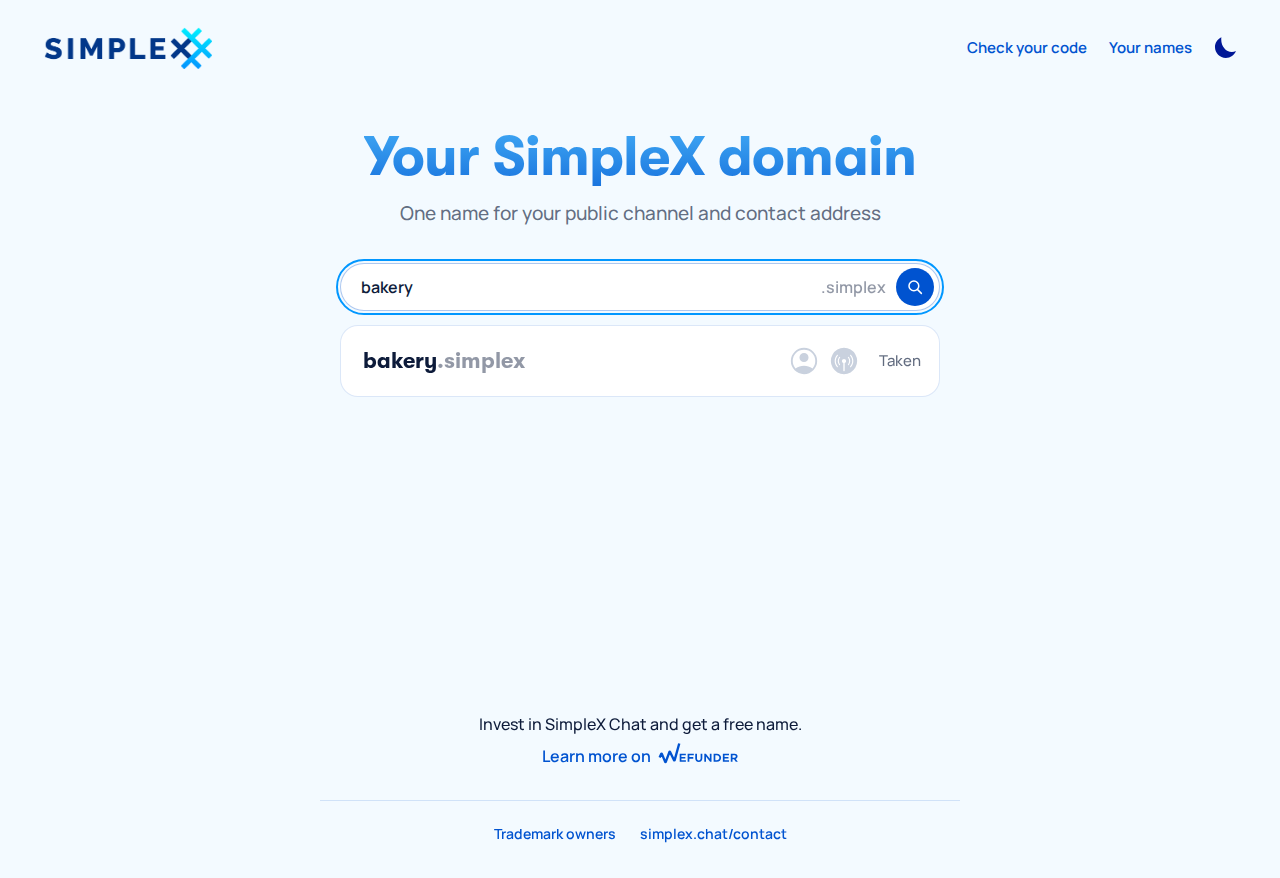 SIMPLEX
Check your code
Your names
Your SimpleX domain
One name for your public channel and contact address
bakery
.simplex
bakery.simplex
Taken
Invest in SimpleX Chat and get a free name.
Learn more on WEFUNDER
Trademark owners
simplex.chat/contact